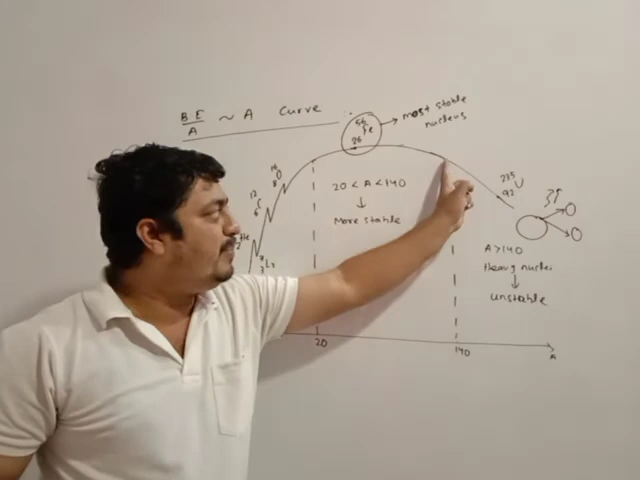 BE/A ~ A Curve
56 Fe 26
most stable
nucleus
16 O 8
12 C 6
He 2
7 Li 3
20 < A < 140
↓
More stable
235 U 92
A > 140
Heavy nuclei
↓
unstable
20
140
A